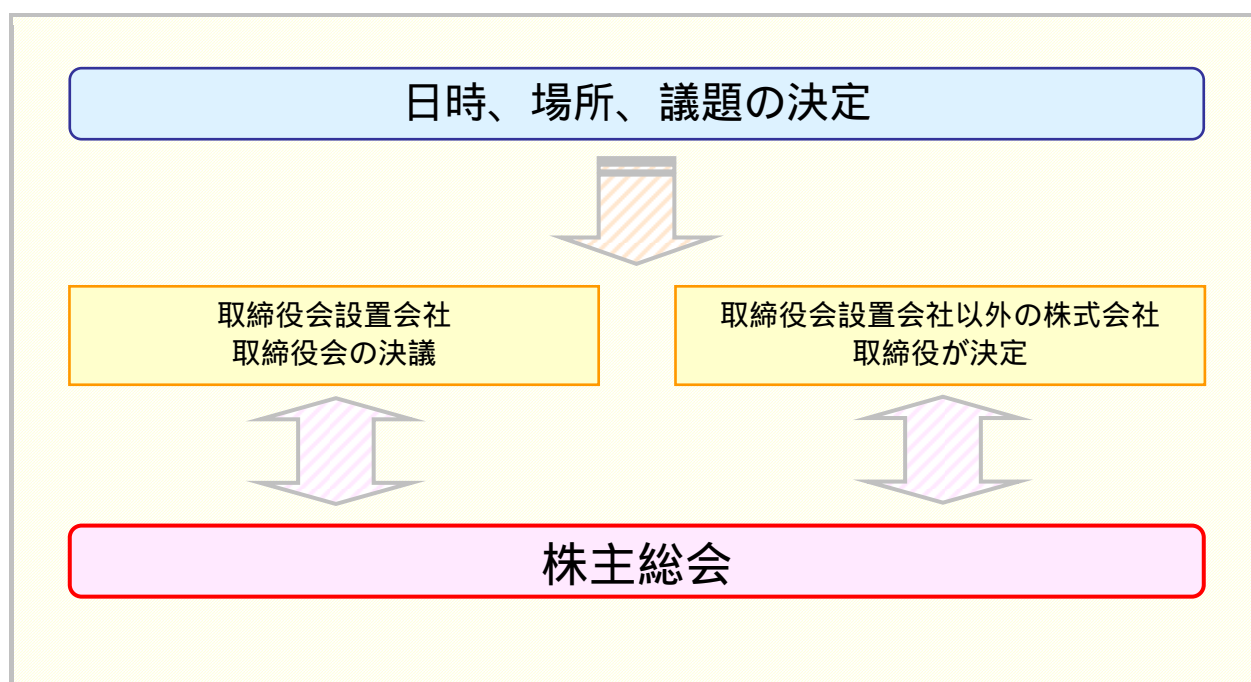 日時、場所、議題の決定
取締役会設置会社
取締役会の決議
取締役会設置会社以外の株式会社
取締役が決定
株主総会